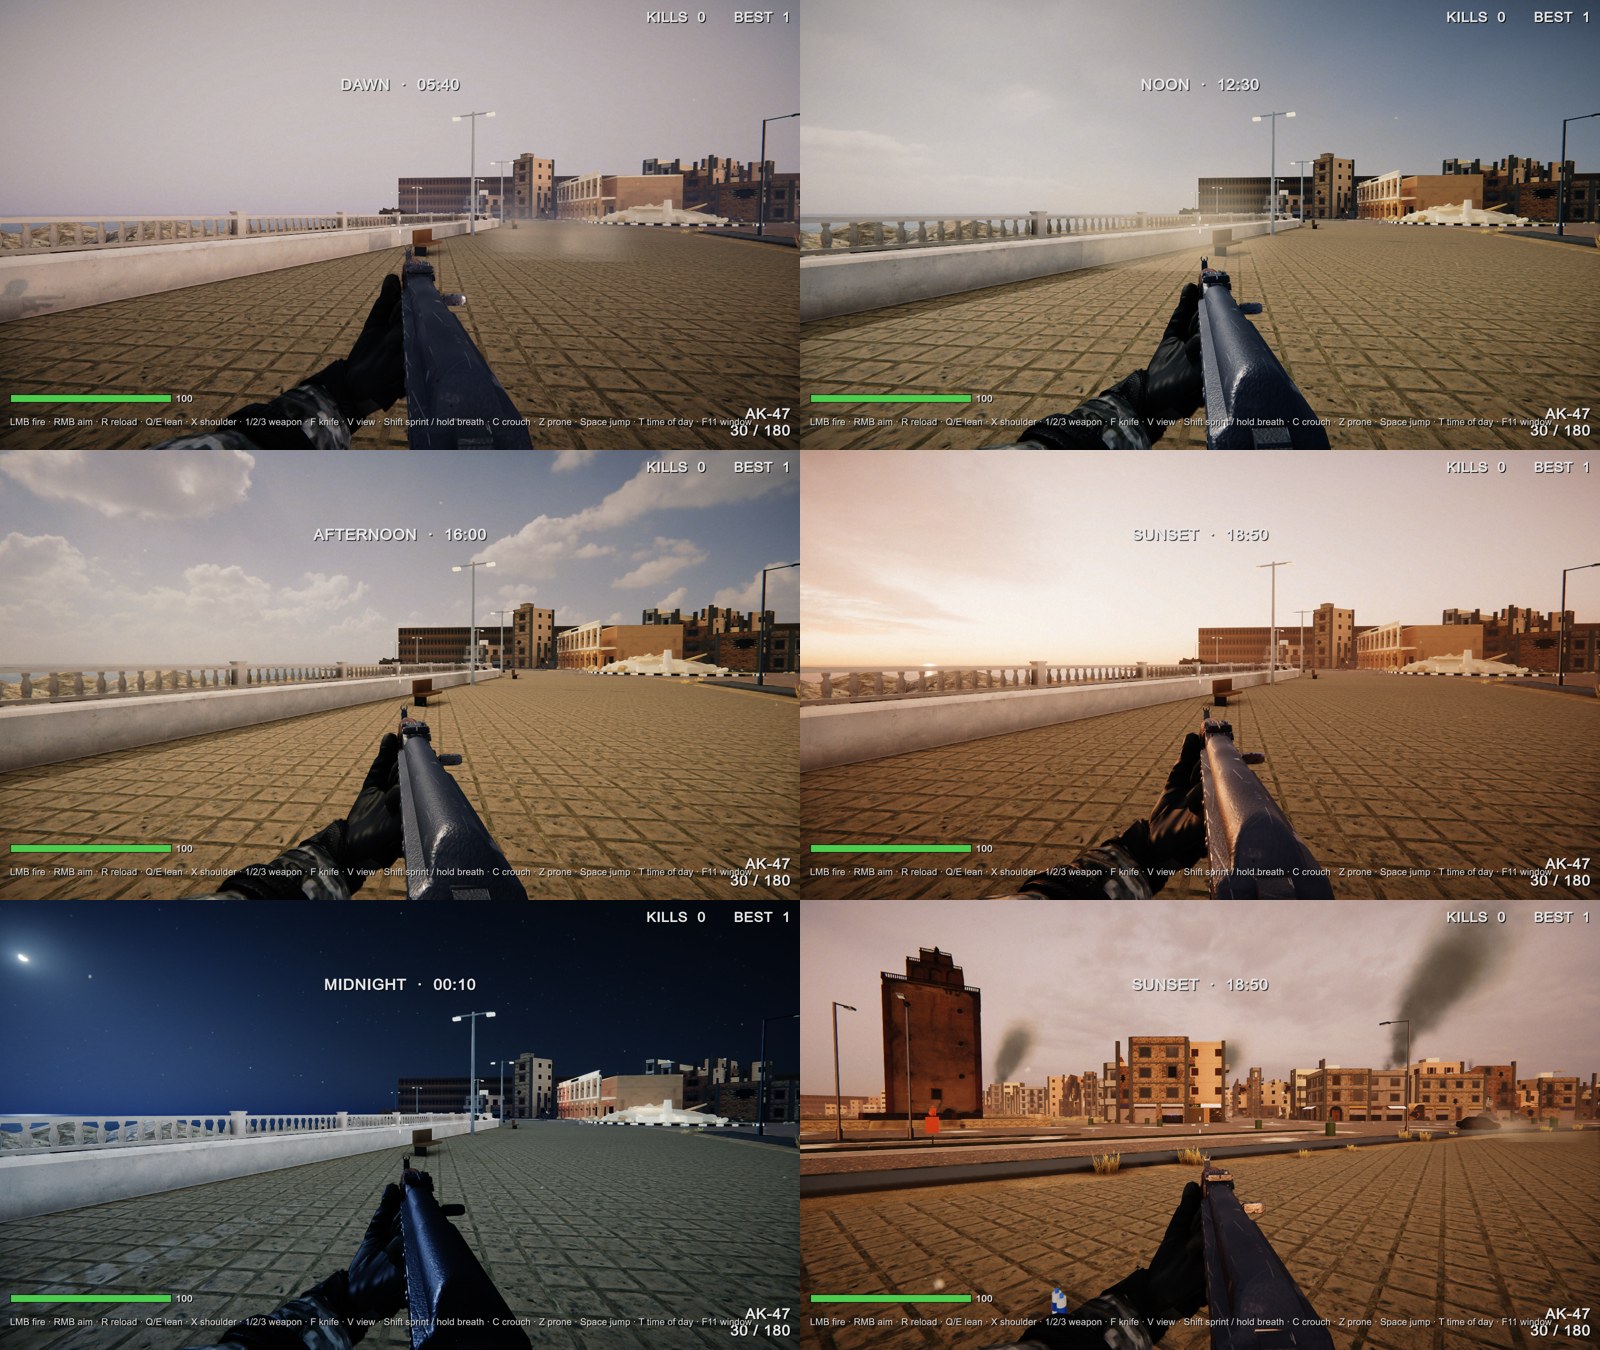 KILLS 0 BEST 1
DAWN · 05:40
100
LMB fire · RMB aim · R reload · Q/E lean · X shoulder · 1/2/3 weapon · F knife · V view · Shift sprint / hold breath · C crouch · Z prone · Space jump · T time of day · F11 window
AK-47
30 / 180
KILLS 0 BEST 1
NOON · 12:30
100
LMB fire · RMB aim · R reload · Q/E lean · X shoulder · 1/2/3 weapon · F knife · V view · Shift sprint / hold breath · C crouch · Z prone · Space jump · T time of day · F11 window
AK-47
30 / 180
KILLS 0 BEST 1
AFTERNOON · 16:00
100
LMB fire · RMB aim · R reload · Q/E lean · X shoulder · 1/2/3 weapon · F knife · V view · Shift sprint / hold breath · C crouch · Z prone · Space jump · T time of day · F11 window
AK-47
30 / 180
KILLS 0 BEST 1
SUNSET · 18:50
100
LMB fire · RMB aim · R reload · Q/E lean · X shoulder · 1/2/3 weapon · F knife · V view · Shift sprint / hold breath · C crouch · Z prone · Space jump · T time of day · F11 window
AK-47
30 / 180
KILLS 0 BEST 1
MIDNIGHT · 00:10
100
LMB fire · RMB aim · R reload · Q/E lean · X shoulder · 1/2/3 weapon · F knife · V view · Shift sprint / hold breath · C crouch · Z prone · Space jump · T time of day · F11 window
AK-47
30 / 180
KILLS 0 BEST 1
SUNSET · 18:50
100
LMB fire · RMB aim · R reload · Q/E lean · X shoulder · 1/2/3 weapon · F knife · V view · Shift sprint / hold breath · C crouch · Z prone · Space jump · T time of day · F11 window
AK-47
30 / 180